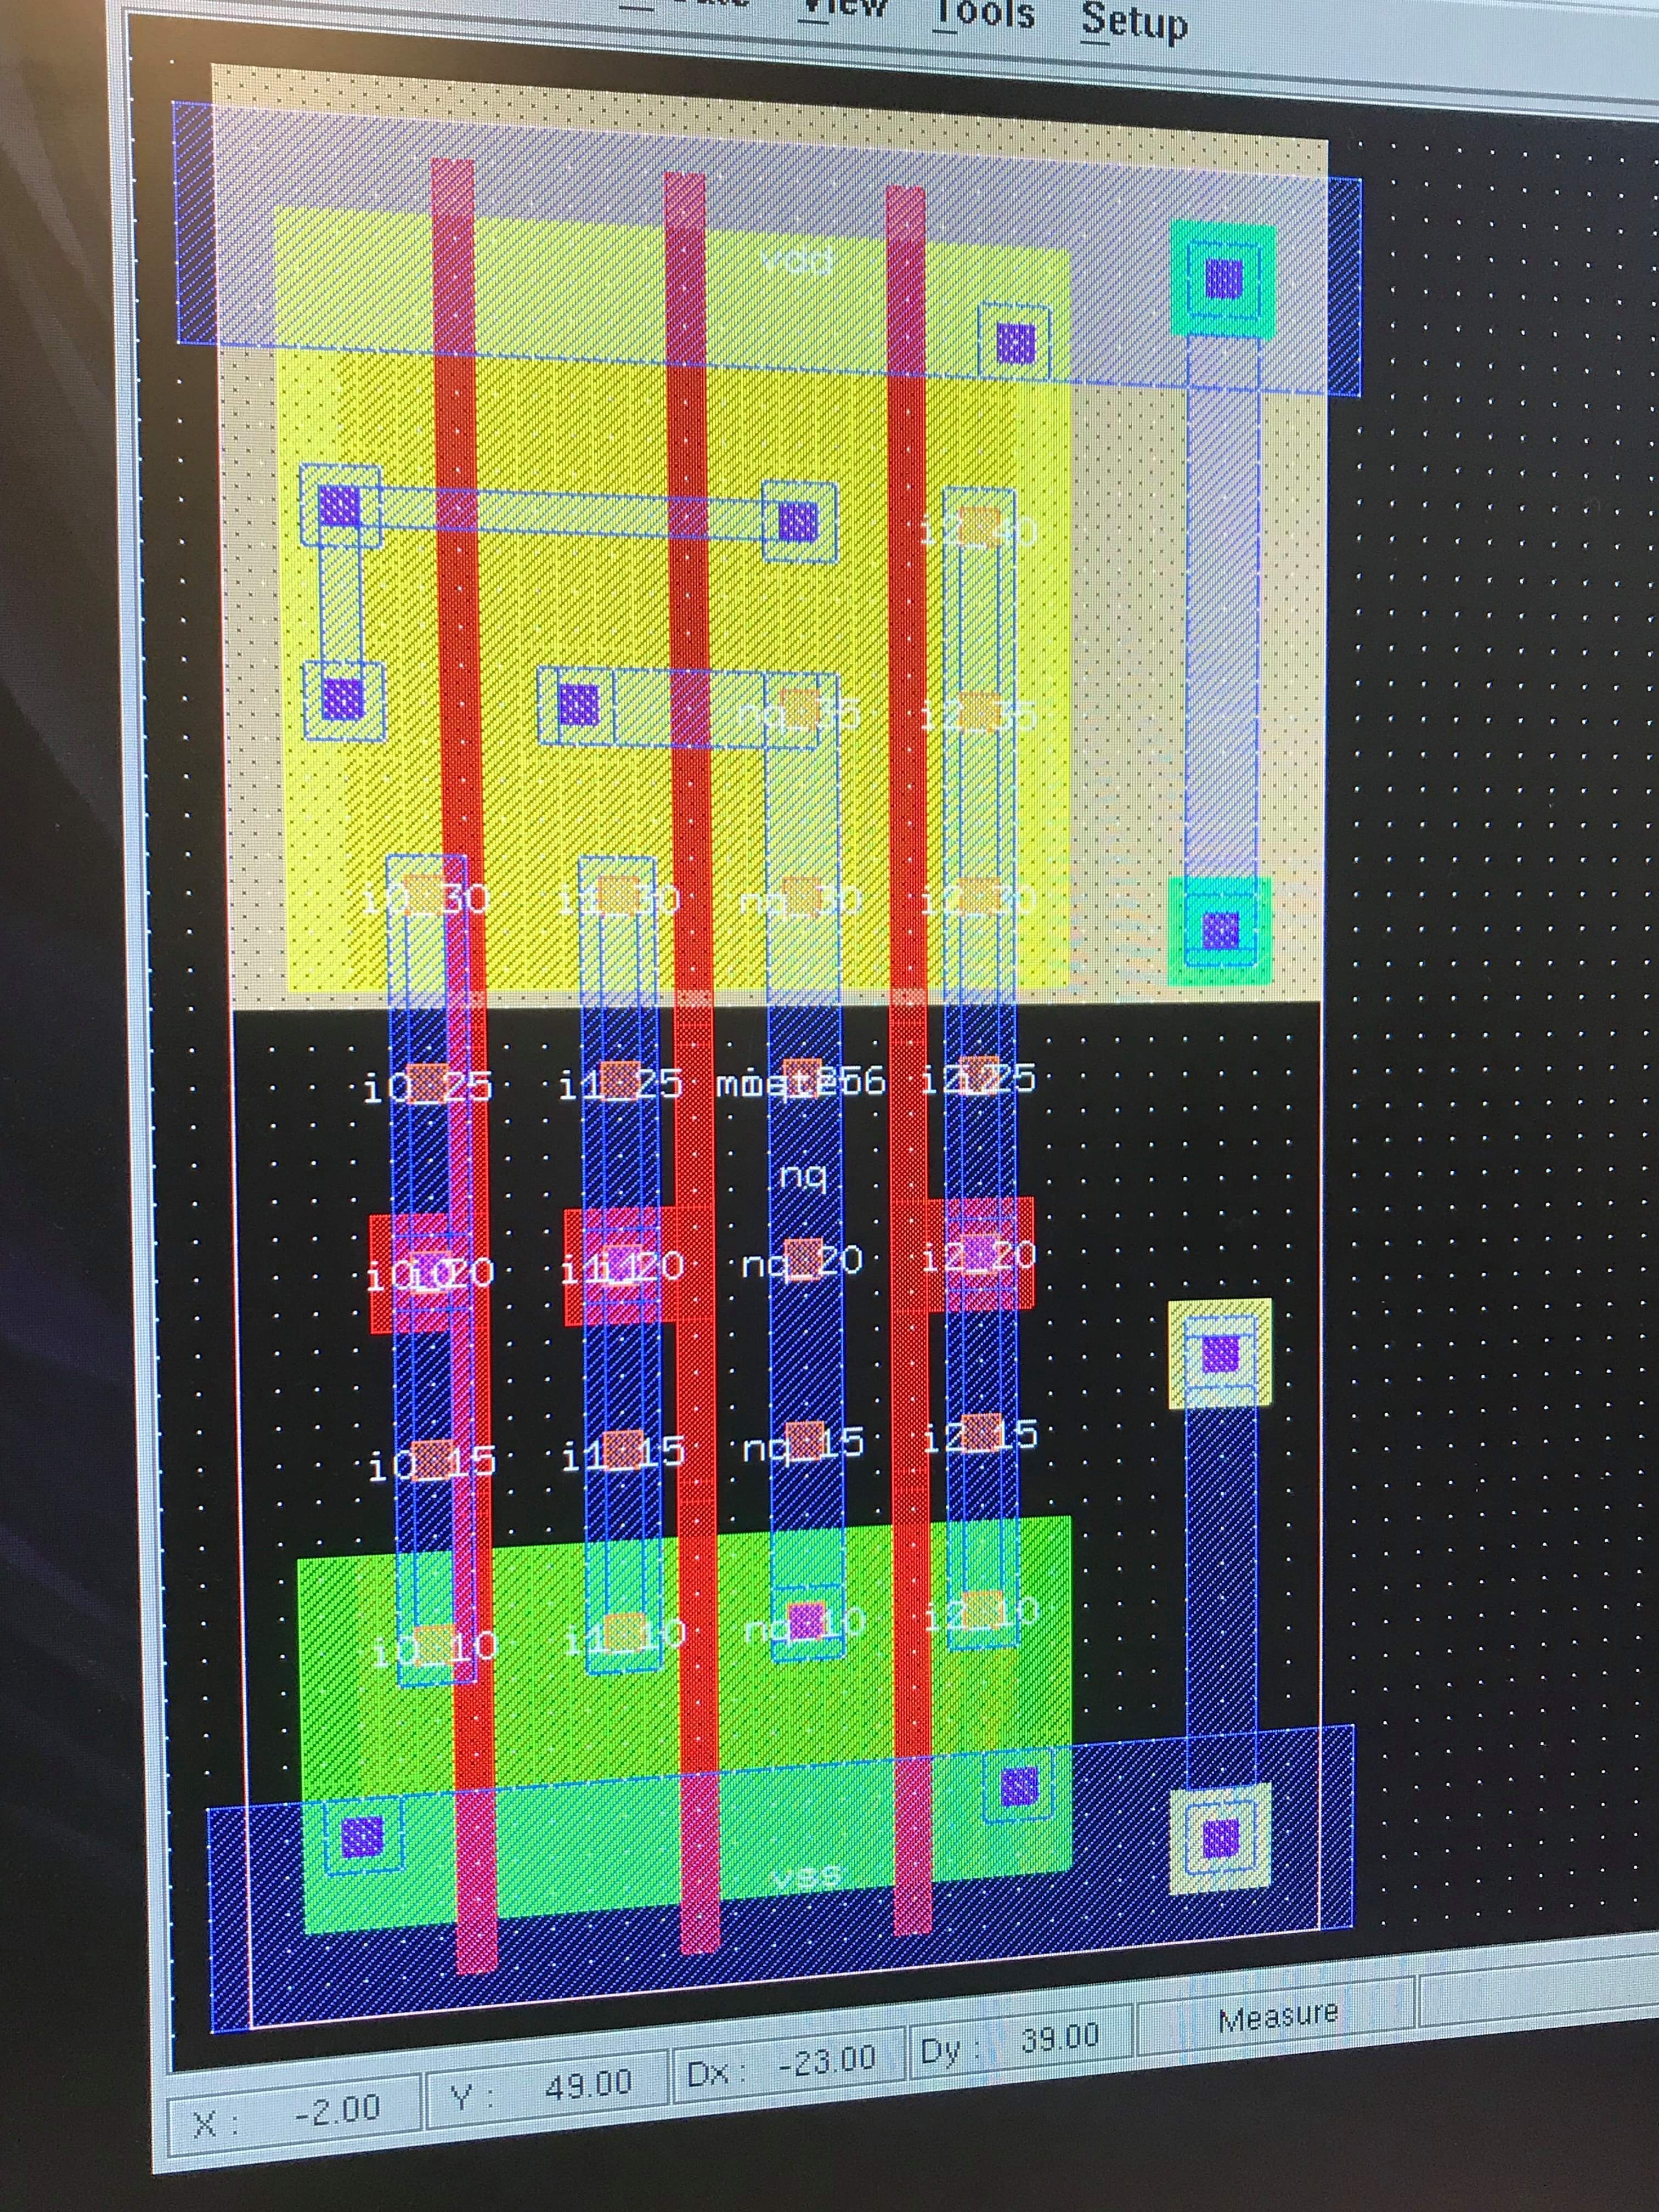 View Tools Setup
vdd
i2_40
nq_35 i2_35
i0_30 i1_30 nq_30 i2_30
i0_25 i1_25 i2_25
nq
i0_20 i1_20 nq_20 i2_20
i0_15 i1_15 nq_15 i2_15
i0_10 i1_10 nq_10 i2_10
vss
X : -2.00 Y : 49.00 Dx : -23.00 Dy : 39.00 Measure